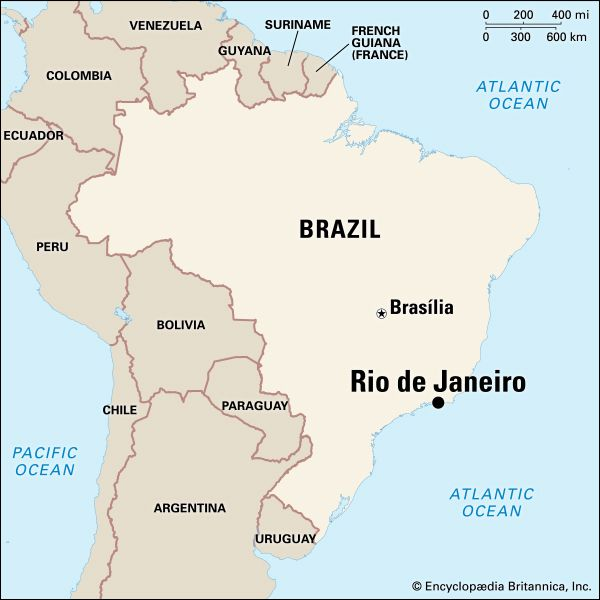 VENEZUELA
SURINAME
FRENCH
GUIANA
(FRANCE)
0 200 400 mi
0 300 600 km
GUYANA
COLOMBIA
ATLANTIC
OCEAN
ECUADOR
BRAZIL
PERU
Brasília
BOLIVIA
Rio de Janeiro
CHILE
PARAGUAY
PACIFIC
OCEAN
ATLANTIC
OCEAN
ARGENTINA
URUGUAY
© Encyclopædia Britannica, Inc.